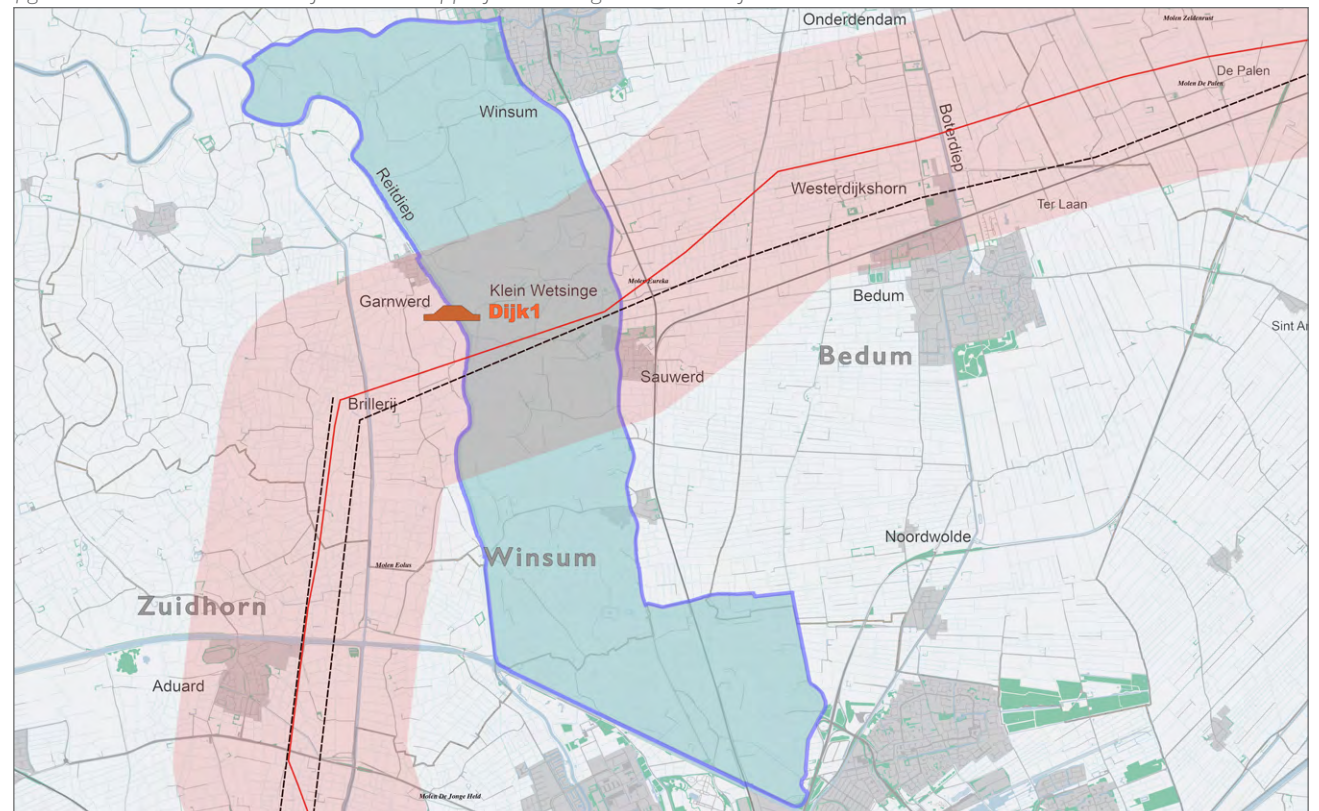 Onderdendam
Molen Zeldenrust
De Palen
Molen De Palen
Winsum
Boterdiep
Reitdiep
Westerdijkshorn
Ter Laan
Molen Eureka
Klein Wetsinge
Garnwerd
Dijk1
Bedum
Sint Ar
Bedum
Sauwerd
Brillerij
Noordwolde
Winsum
Molen Eolus
Zuidhorn
Aduard
Molen De Jonge Held